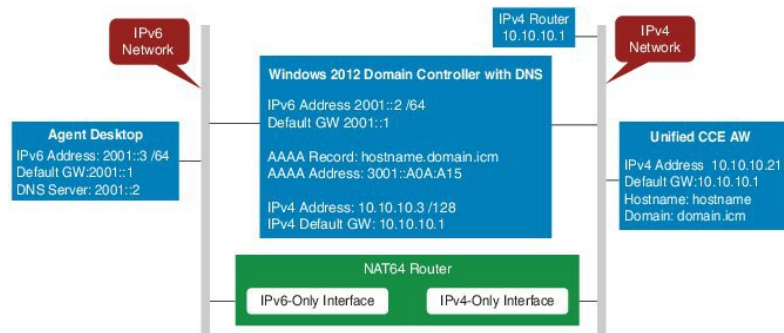 IPv6
Network
IPv4 Router
10.10.10.1
IPv4
Network
Windows 2012 Domain Controller with DNS
IPv6 Address 2001::2 /64
Default GW 2001::1
AAAA Record: hostname.domain.icm
AAAA Address: 3001::A0A:A15
IPv4 Address: 10.10.10.3 /128
IPv4 Default GW: 10.10.10.1
Agent Desktop
IPv6 Address: 2001::3 /64
Default GW:2001::1
DNS Server: 2001::2
Unified CCE AW
IPv4 Address 10.10.10.21
Default GW:10.10.10.1
Hostname: hostname
Domain: domain.icm
NAT64 Router
IPv6-Only Interface
IPv4-Only Interface